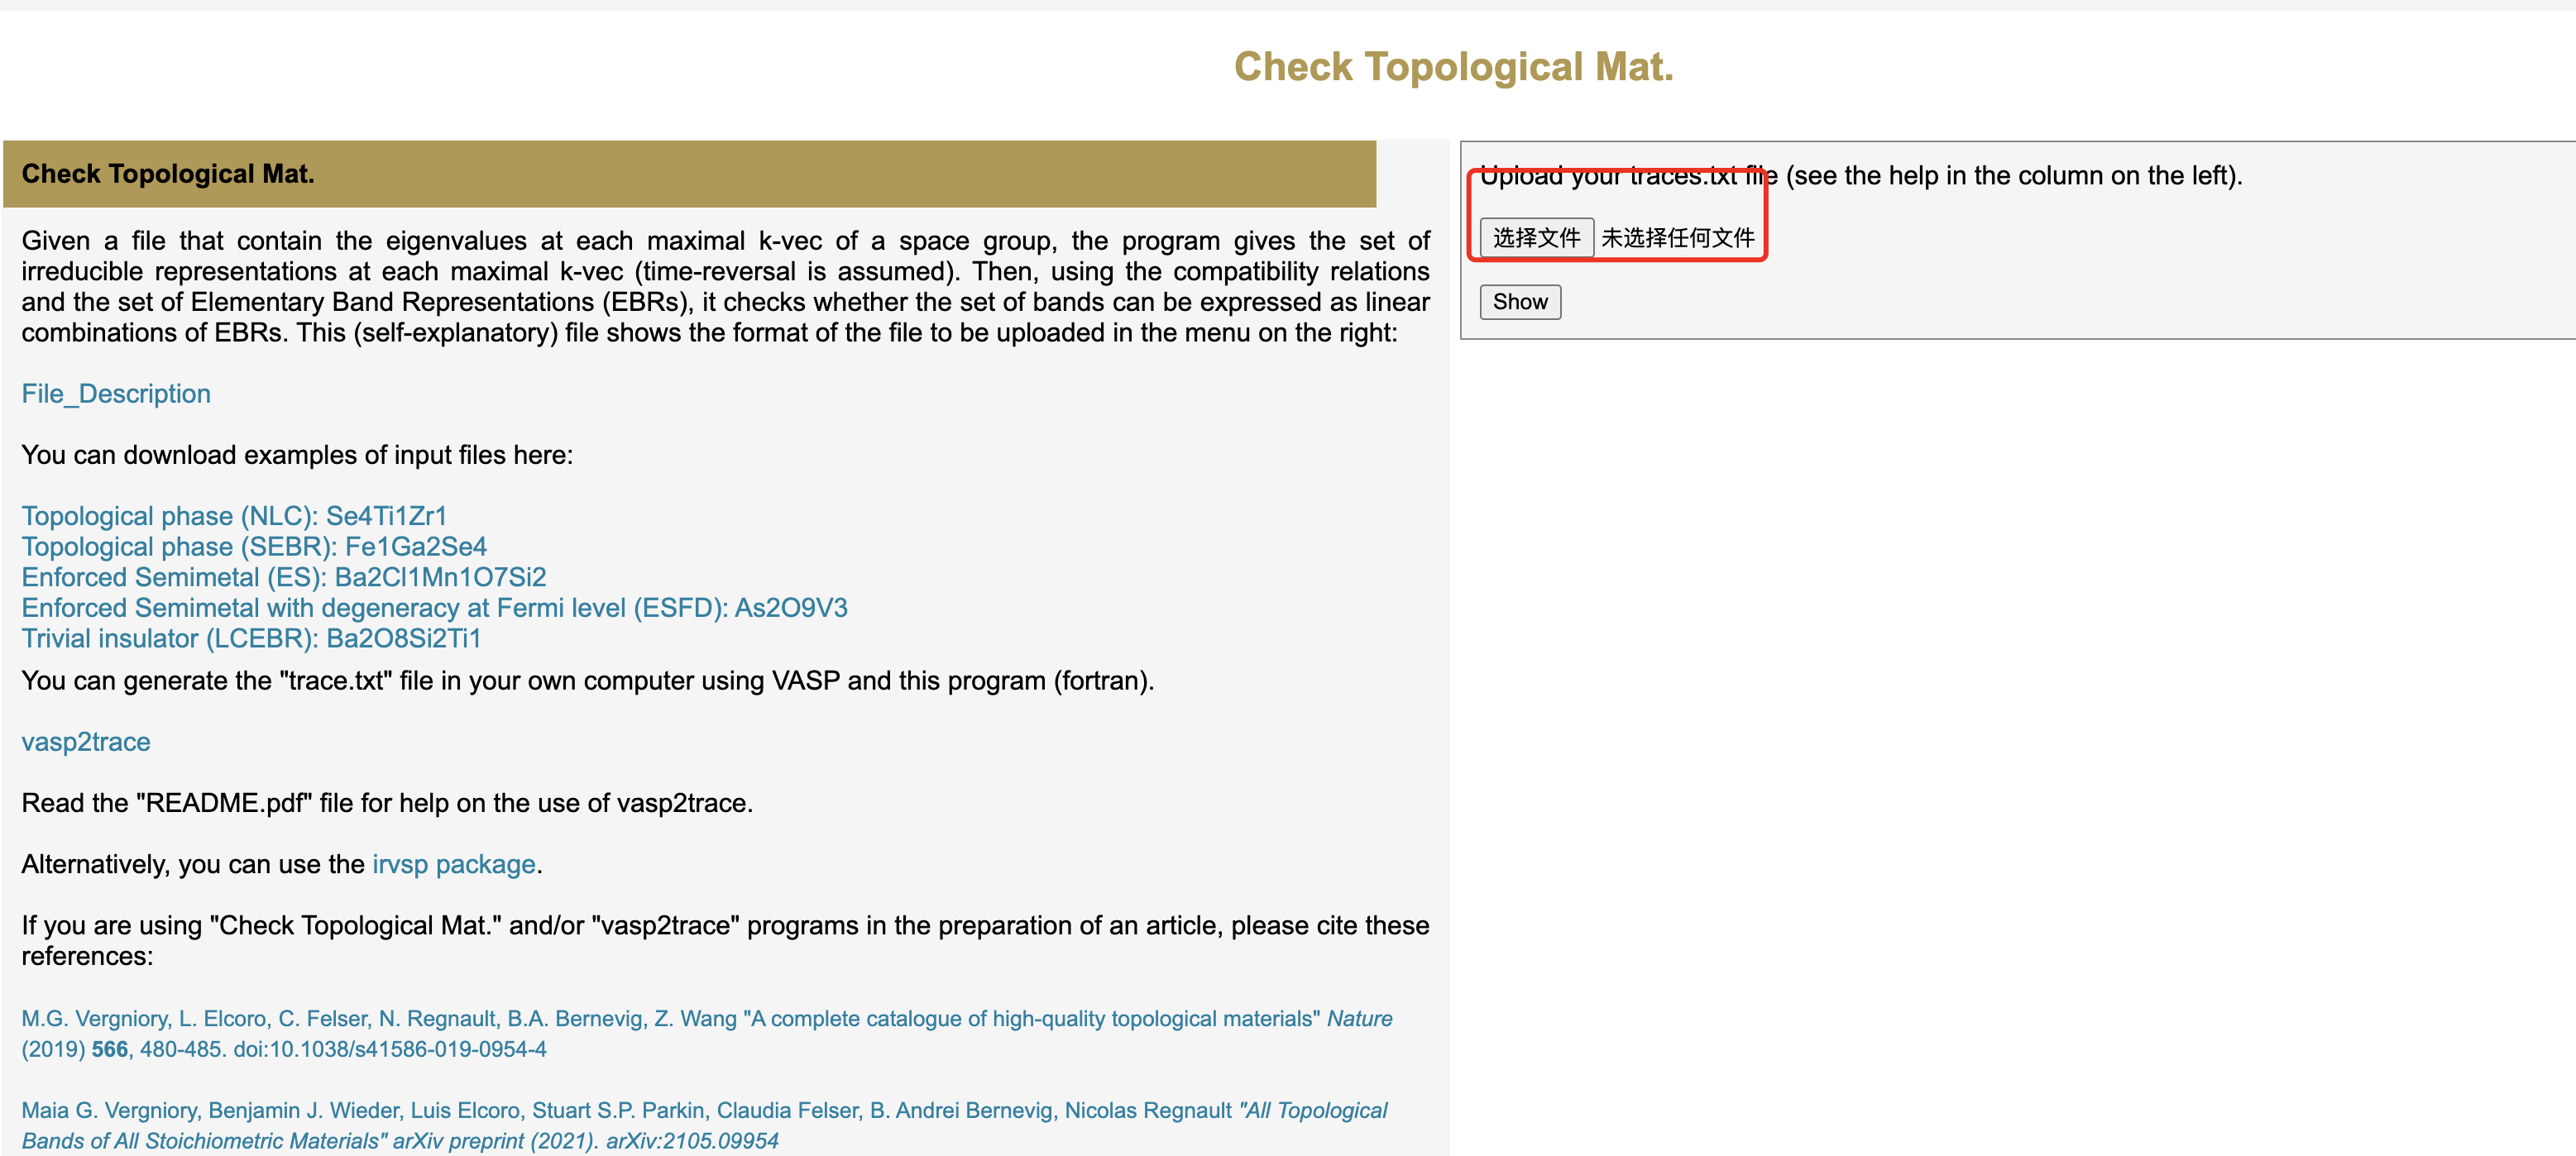 Check Topological Mat.
Check Topological Mat.
Given a file that contain the eigenvalues at each maximal k-vec of a space group, the program gives the set of
irreducible representations at each maximal k-vec (time-reversal is assumed). Then, using the compatibility relations
and the set of Elementary Band Representations (EBRs), it checks whether the set of bands can be expressed as linear
combinations of EBRs. This (self-explanatory) file shows the format of the file to be uploaded in the menu on the right:
File_Description
You can download examples of input files here:
Topological phase (NLC): Se4Ti1Zr1
Topological phase (SEBR): Fe1Ga2Se4
Enforced Semimetal (ES): Ba2Cl1Mn1O7Si2
Enforced Semimetal with degeneracy at Fermi level (ESFD): As2O9V3
Trivial insulator (LCEBR): Ba2O8Si2Ti1
You can generate the "trace.txt" file in your own computer using VASP and this program (fortran).
vasp2trace
Read the "README.pdf" file for help on the use of vasp2trace.
Alternatively, you can use the irvsp package.
If you are using "Check Topological Mat." and/or "vasp2trace" programs in the preparation of an article, please cite these
references:
M.G. Vergniory, L. Elcoro, C. Felser, N. Regnault, B.A. Bernevig, Z. Wang "A complete catalogue of high-quality topological materials" Nature
(2019) 566, 480-485. doi:10.1038/s41586-019-0954-4
Maia G. Vergniory, Benjamin J. Wieder, Luis Elcoro, Stuart S.P. Parkin, Claudia Felser, B. Andrei Bernevig, Nicolas Regnault "All Topological
Bands of All Stoichiometric Materials" arXiv preprint (2021). arXiv:2105.09954
Upload your traces.txt file (see the help in the column on the left).
选择文件 未选择任何文件
Show